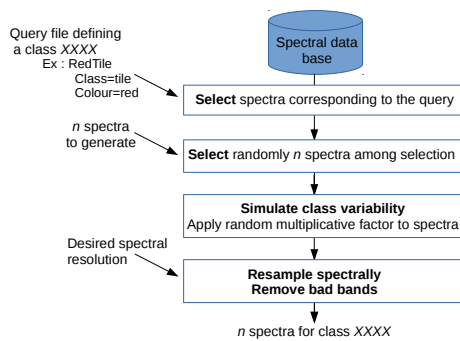 Query file defining
a class XXXX
Ex : RedTile
Class=tile
Colour=red
Spectral data
base
Select spectra corresponding to the query
n spectra
to generate
Select randomly n spectra among selection
Simulate class variability
Apply random multiplicative factor to spectra
Desired spectral
resolution
Resample spectrally
Remove bad bands
n spectra for class XXXX